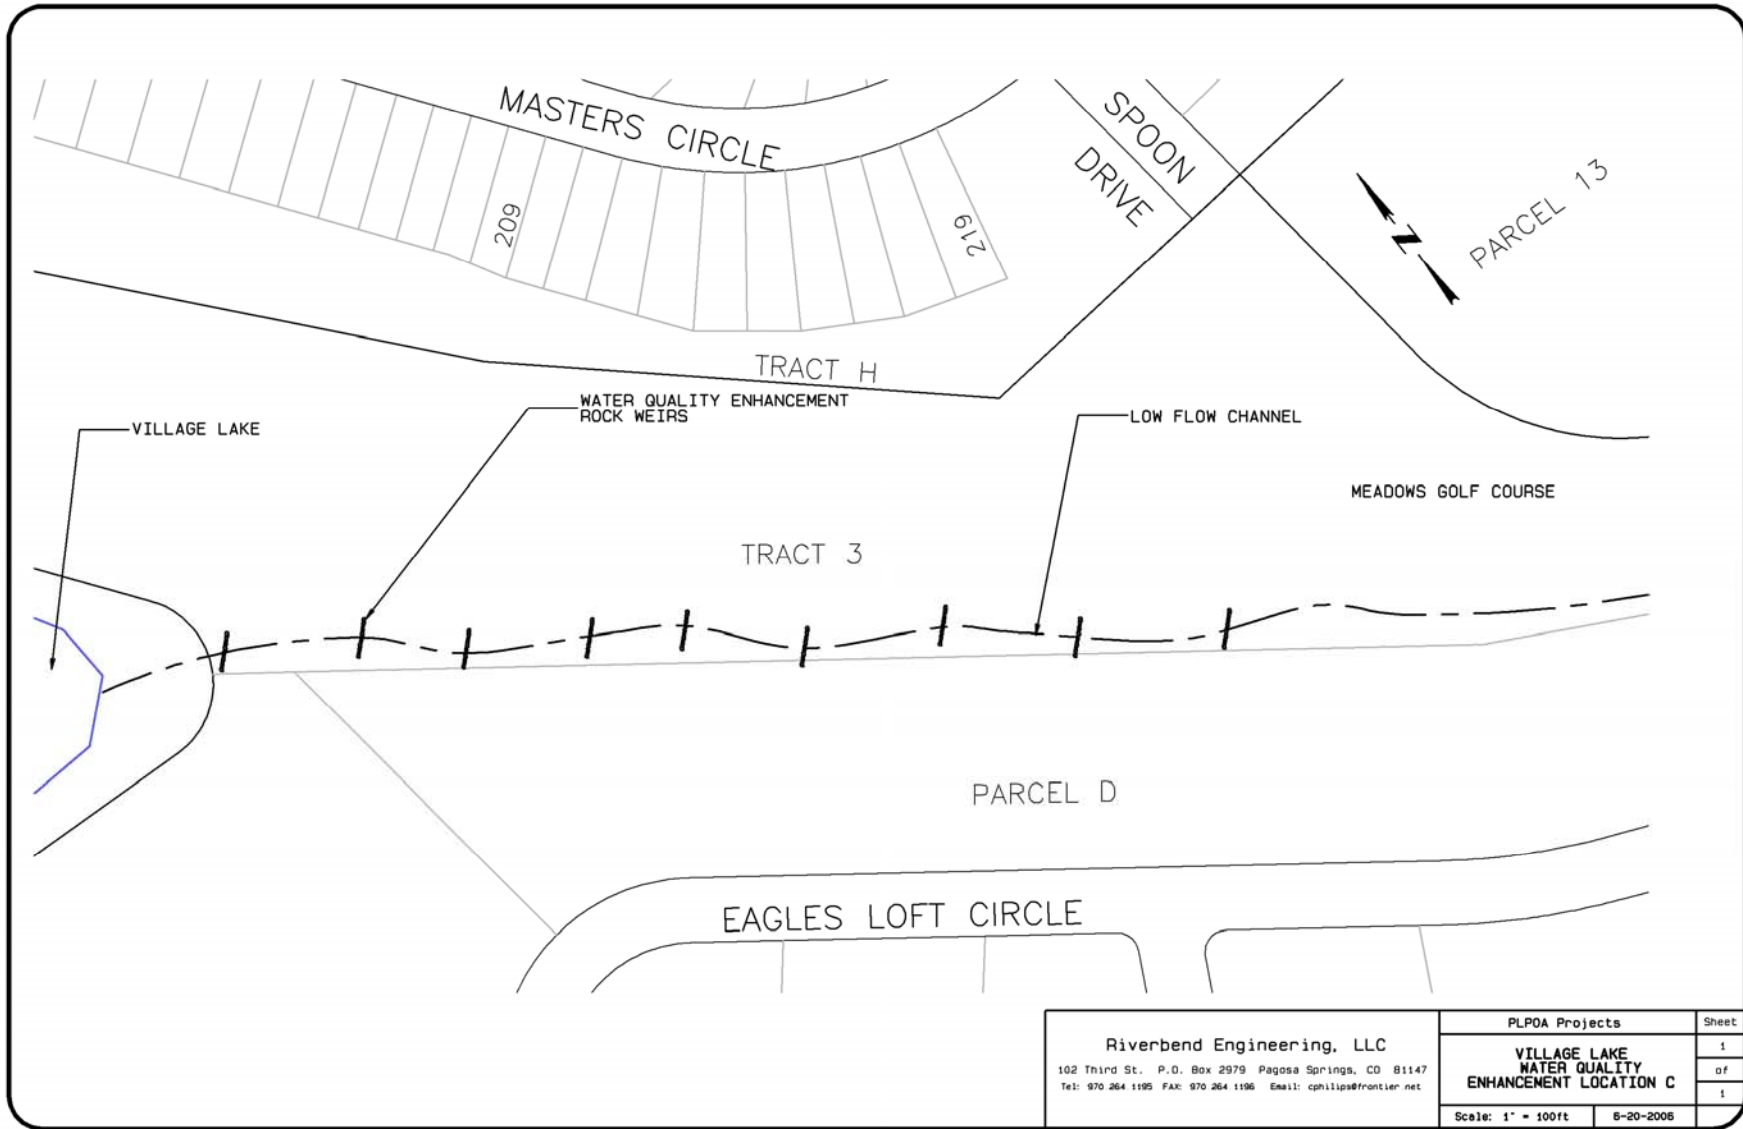 MASTERS CIRCLE
SPOON
DRIVE
PARCEL 13
N
209
219
TRACT H
WATER QUALITY ENHANCEMENT
ROCK WEIRS
VILLAGE LAKE
LOW FLOW CHANNEL
MEADOWS GOLF COURSE
TRACT 3
PARCEL D
EAGLES LOFT CIRCLE
Riverbend Engineering, LLC
102 Third St. P.O. Box 2979 Pagosa Springs, CO 81147
Tel: 970 264 1195 FAX: 970 264 1196 Email: cphilips@frontier.net
PLPOA Projects
VILLAGE LAKE
WATER QUALITY
ENHANCEMENT LOCATION C
Scale: 1" = 100ft
Sheet
1
of
1